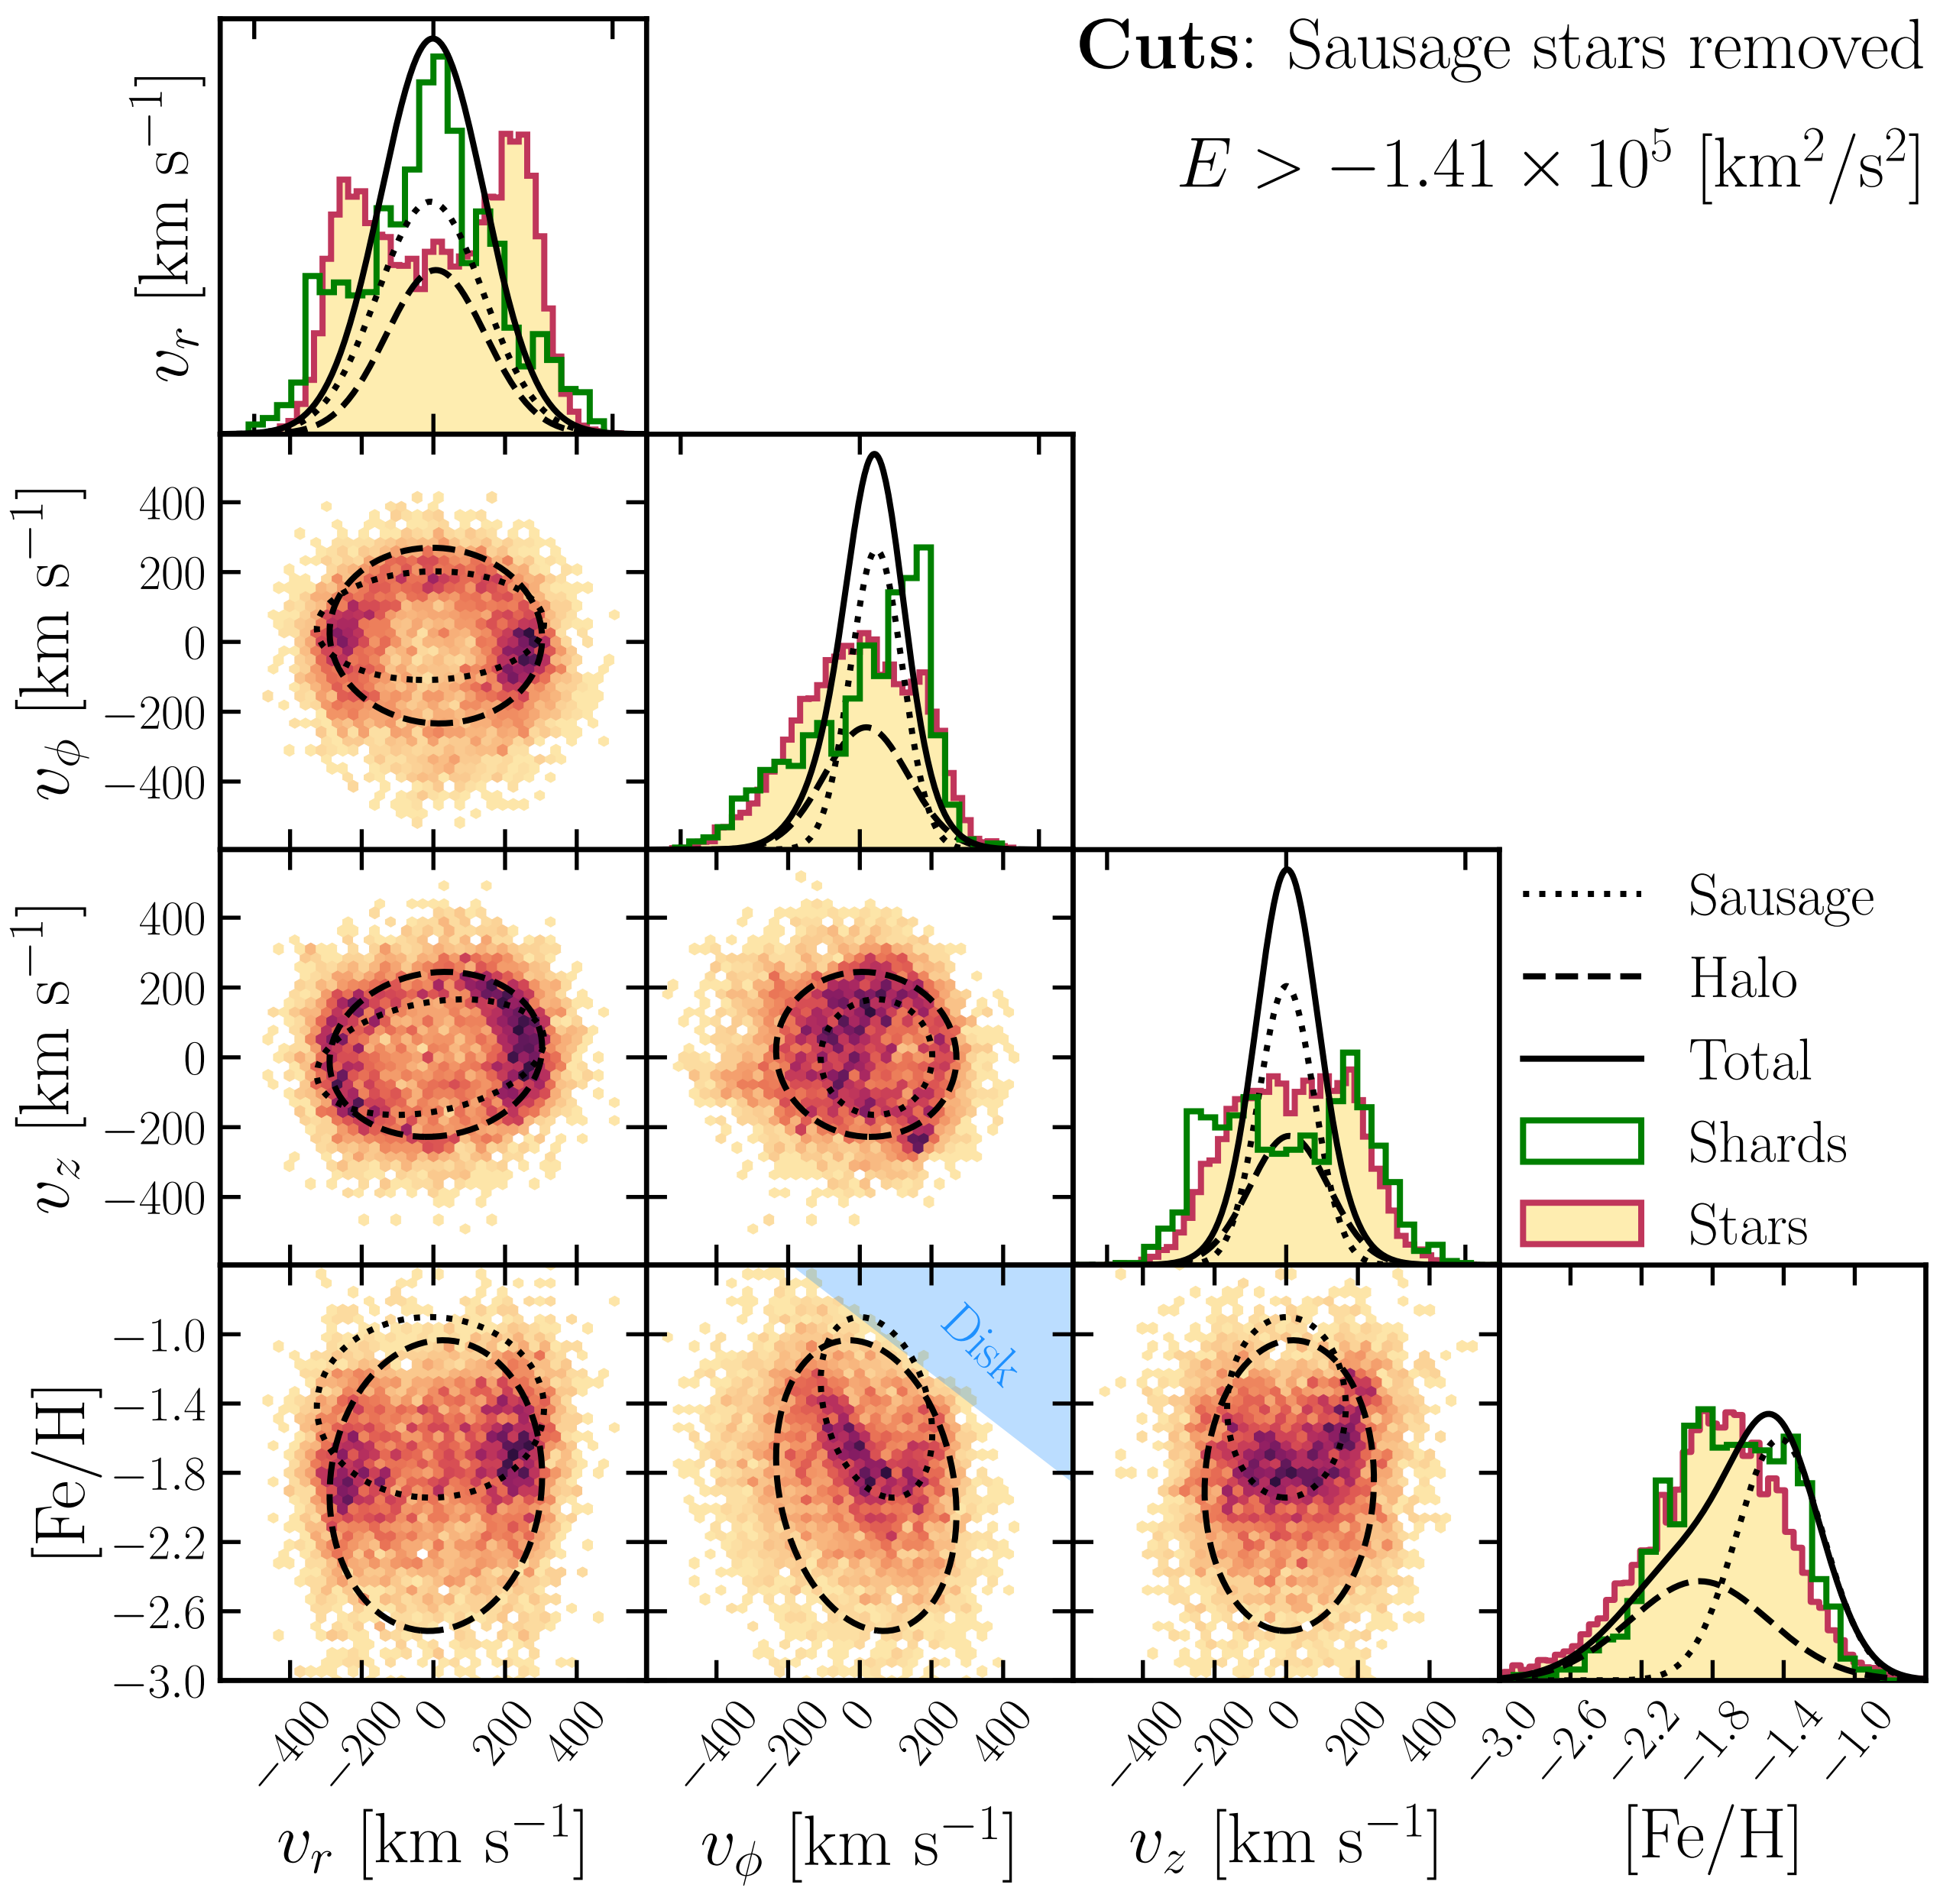 Cuts: Sausage stars removed
E > −1.41 × 10⁵ [km²/s²]
v_r [km s⁻¹]
v_ϕ [km s⁻¹]
400
200
0
−200
−400
v_z [km s⁻¹]
400
200
0
−200
−400
Sausage
Halo
Total
Shards
Stars
[Fe/H]
−1.0
−1.4
−1.8
−2.2
−2.6
−3.0
Disk
−400 −200 0 200 400
−400 −200 0 200 400
−400 −200 0 200 400
−3.0 −2.6 −2.2 −1.8 −1.4 −1.0
v_r [km s⁻¹]
v_ϕ [km s⁻¹]
v_z [km s⁻¹]
[Fe/H]